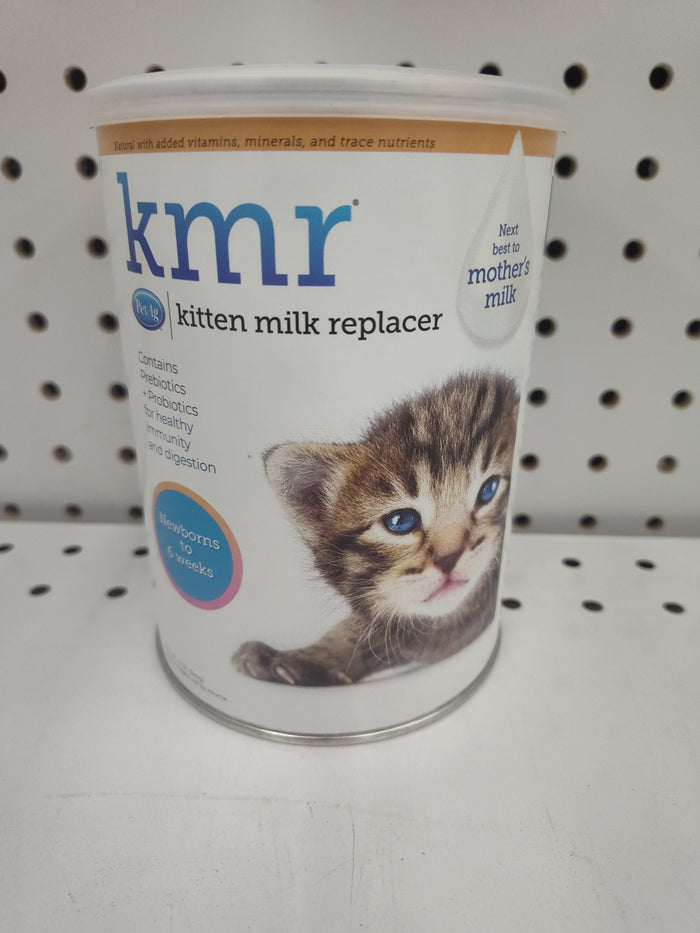 Natural with added vitamins, minerals, and trace nutrients
kmr®
Next
best to
mother's
milk
PetAg
kitten milk replacer
Contains
Prebiotics
+ Probiotics
for healthy
immunity
and digestion
Newborns
to
6 weeks